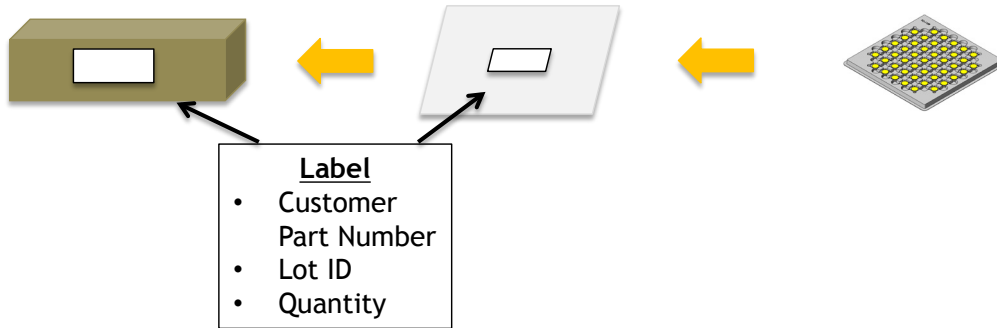 Label
• Customer
Part Number
• Lot ID
• Quantity